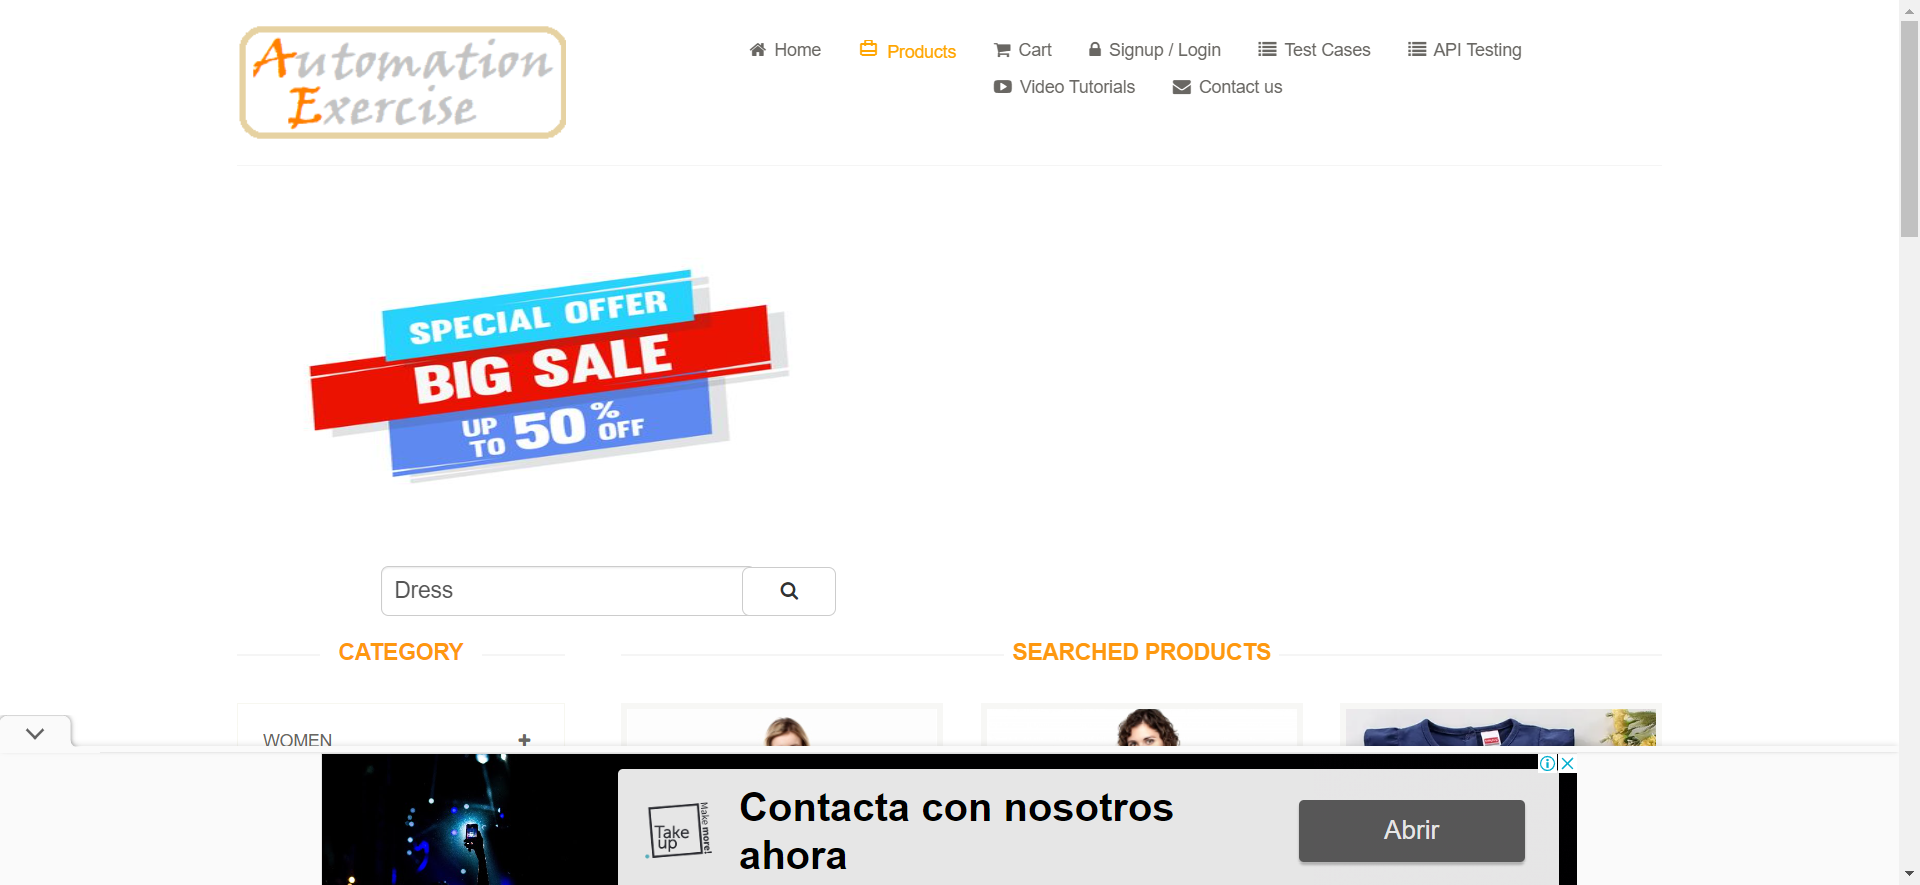 Automation
Exercise
Home
Products
Cart
Signup / Login
Test Cases
API Testing
Video Tutorials
Contact us
SPECIAL OFFER
BIG SALE
UP TO 50% OFF
Dress
CATEGORY
SEARCHED PRODUCTS
WOMEN
Take up
Make more!
Contacta con nosotros
ahora
Abrir